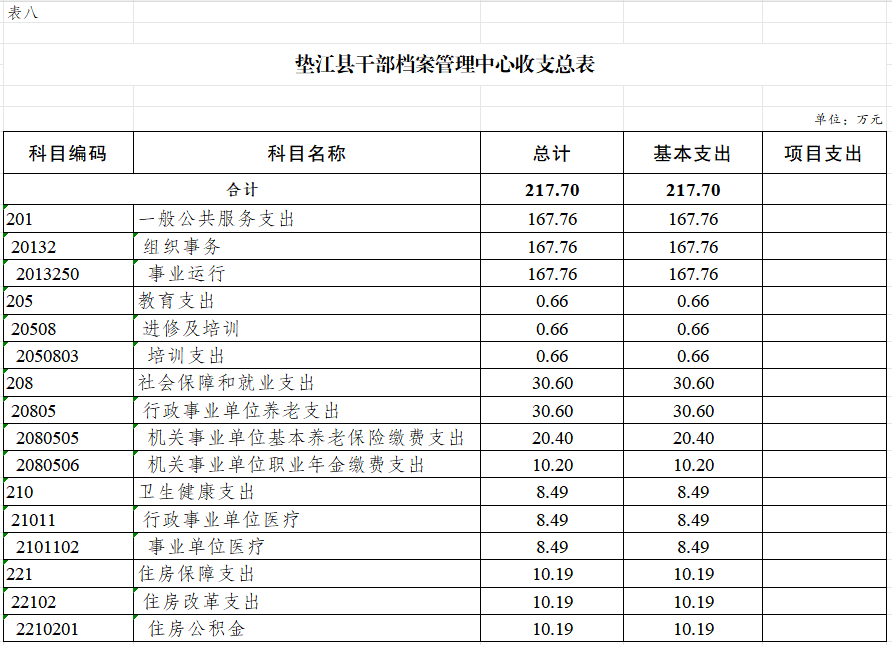 表八
垫江县干部档案管理中心收支总表
单位：万元
科目编码 科目名称 总计 基本支出 项目支出
合计 217.70 217.70
201 一般公共服务支出 167.76 167.76
20132 组织事务 167.76 167.76
2013250 事业运行 167.76 167.76
205 教育支出 0.66 0.66
20508 进修及培训 0.66 0.66
2050803 培训支出 0.66 0.66
208 社会保障和就业支出 30.60 30.60
20805 行政事业单位养老支出 30.60 30.60
2080505 机关事业单位基本养老保险缴费支出 20.40 20.40
2080506 机关事业单位职业年金缴费支出 10.20 10.20
210 卫生健康支出 8.49 8.49
21011 行政事业单位医疗 8.49 8.49
2101102 事业单位医疗 8.49 8.49
221 住房保障支出 10.19 10.19
22102 住房改革支出 10.19 10.19
2210201 住房公积金 10.19 10.19